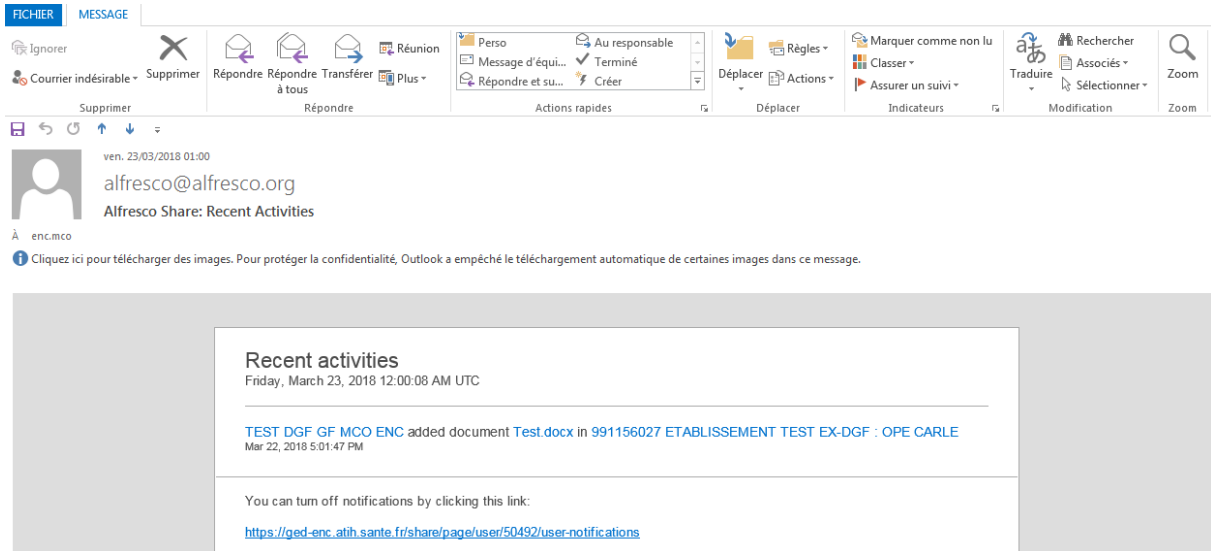 FICHIER MESSAGE
Ignorer
Courrier indésirable
Supprimer
Supprimer
Répondre
Répondre à tous
Transférer
Réunion
Plus
Répondre
Perso
Message d'équi...
Répondre et su...
Au responsable
Terminé
Créer
Actions rapides
Déplacer
Règles
Actions
Déplacer
Marquer comme non lu
Classer
Assurer un suivi
Indicateurs
Traduire
Rechercher
Associés
Sélectionner
Modification
Zoom
Zoom
ven. 23/03/2018 01:00
alfresco@alfresco.org
Alfresco Share: Recent Activities
À enc.mco
Cliquez ici pour télécharger des images. Pour protéger la confidentialité, Outlook a empêché le téléchargement automatique de certaines images dans ce message.
Recent activities
Friday, March 23, 2018 12:00:08 AM UTC
TEST DGF GF MCO ENC added document Test.docx in 991156027 ETABLISSEMENT TEST EX-DGF : OPE CARLE
Mar 22, 2018 5:01:47 PM
You can turn off notifications by clicking this link:
https://ged-enc.atih.sante.fr/share/page/user/50492/user-notifications